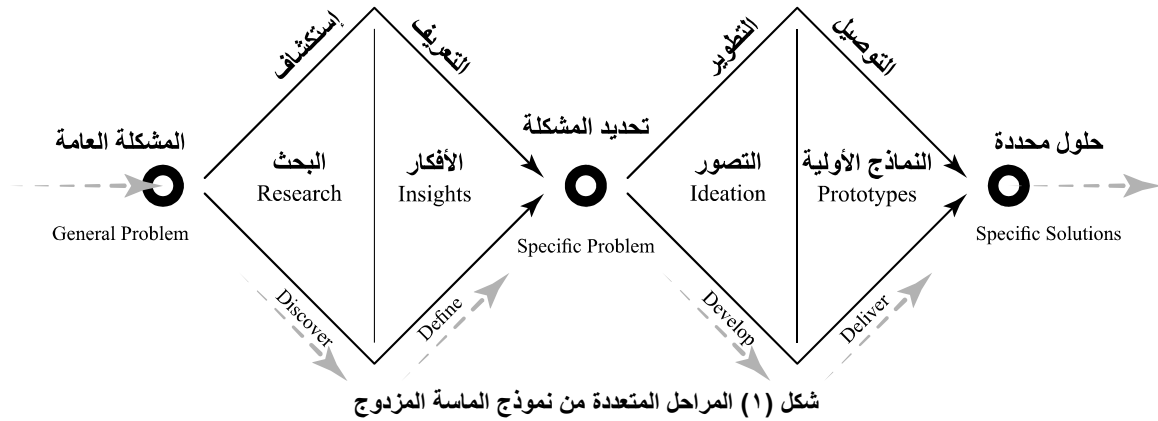 إستكشاف
التعريف
التطوير
التوصيل
المشكلة العامة
General Problem
البحث
Research
الأفكار
Insights
تحديد المشكلة
Specific Problem
التصور
Ideation
النماذج الأولية
Prototypes
حلول محددة
Specific Solutions
Discover
Define
Develop
Deliver
شكل (١) المراحل المتعددة من نموذج الماسة المزدوج